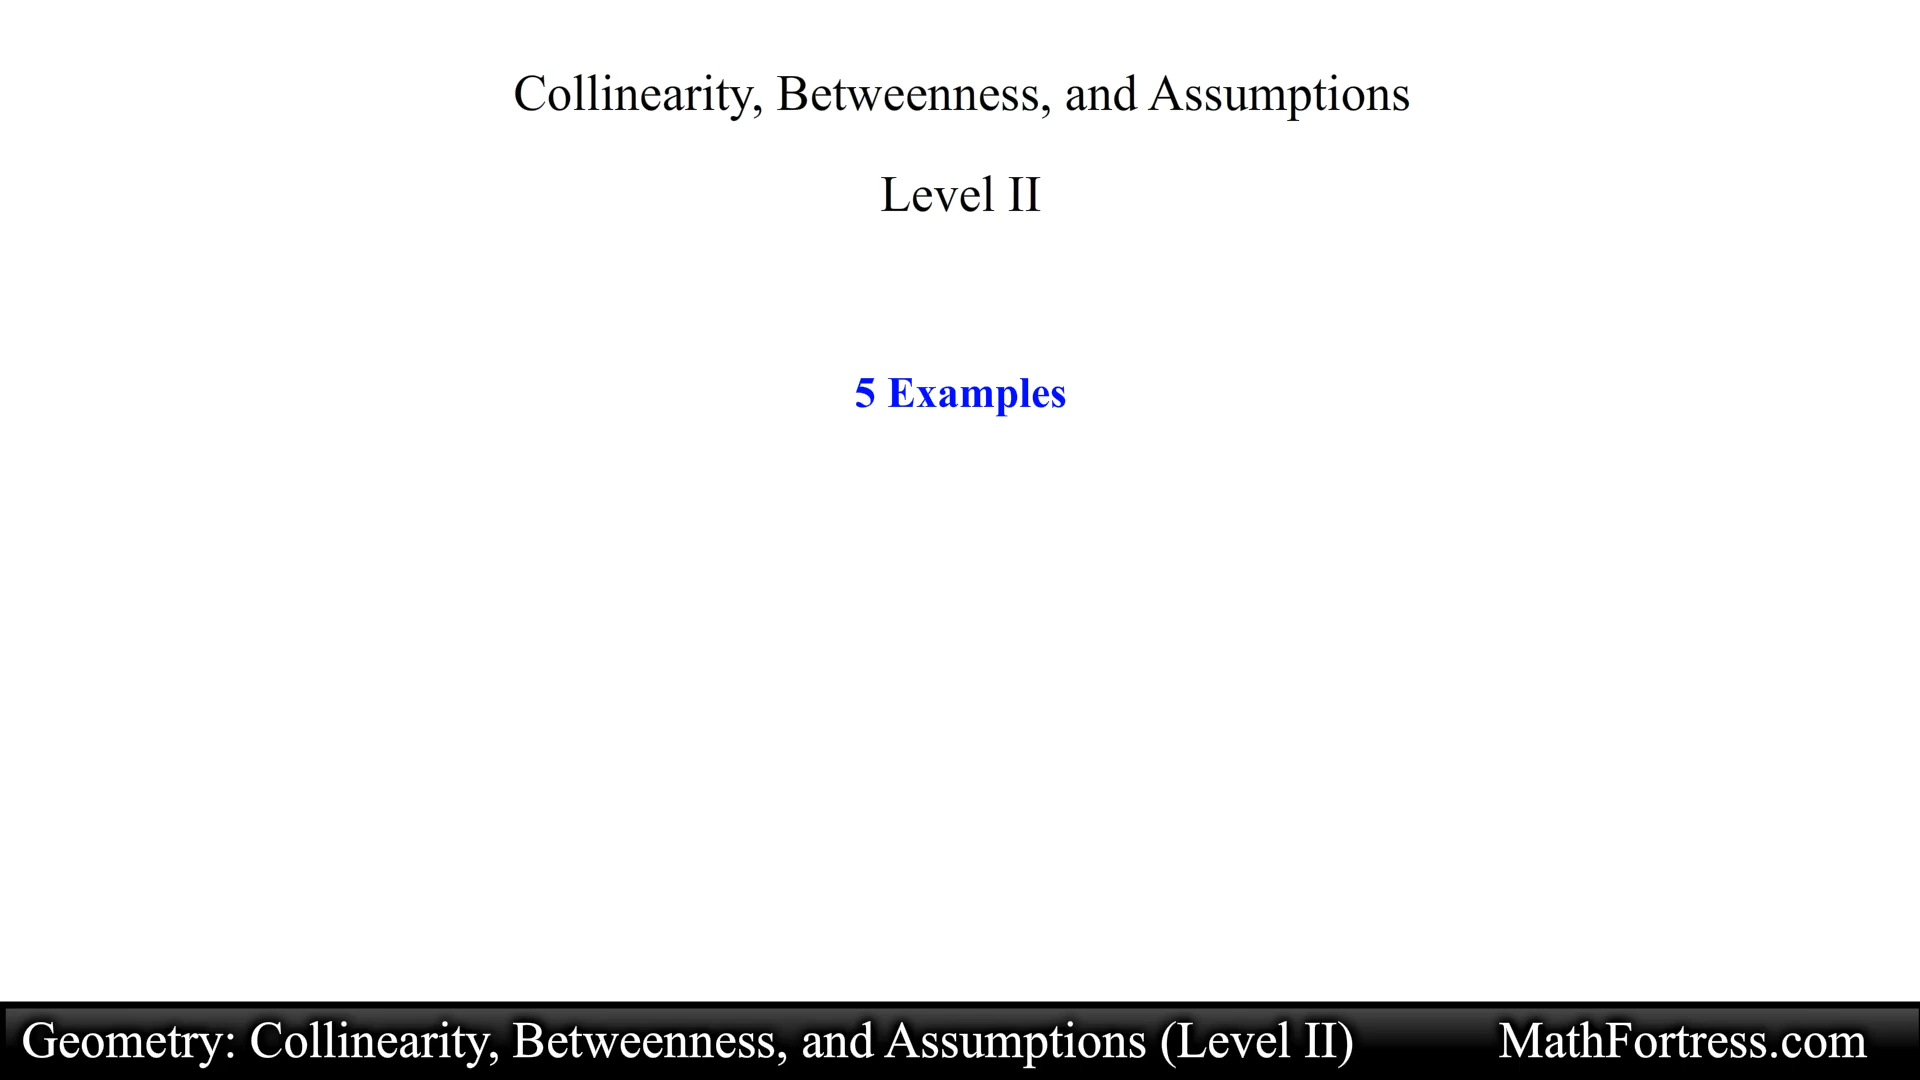 Collinearity, Betweenness, and Assumptions
Level II
5 Examples
Geometry: Collinearity, Betweenness, and Assumptions (Level II) MathFortress.com